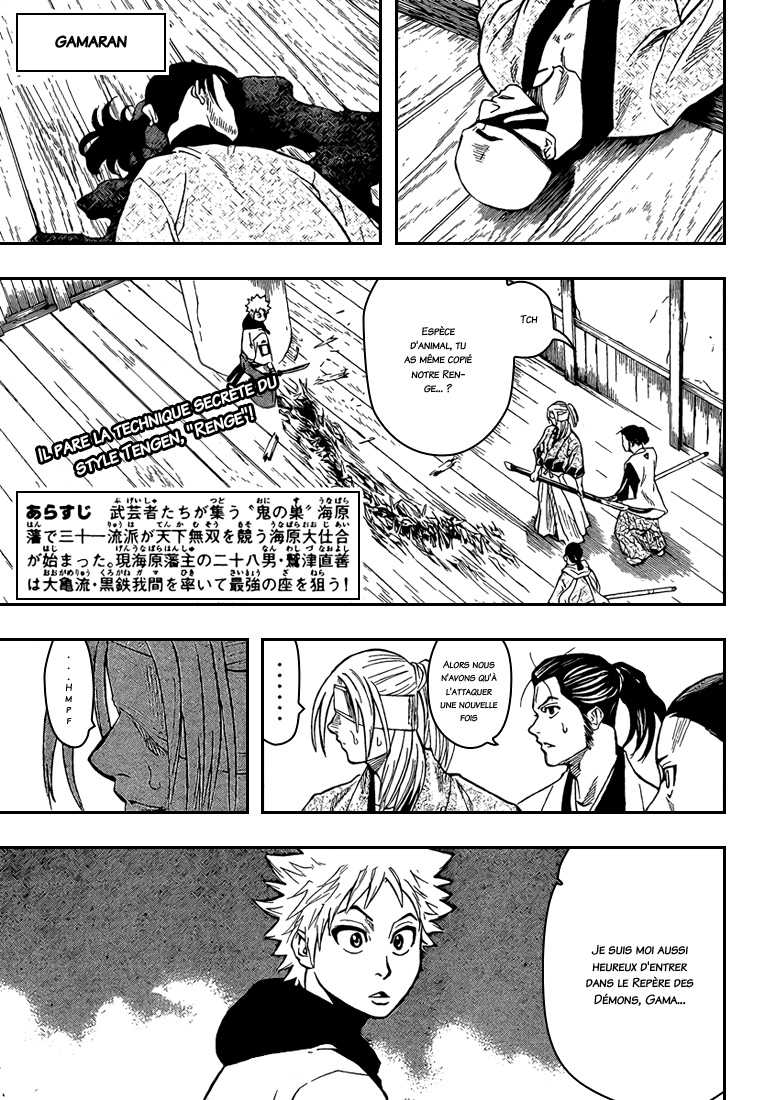 GAMARAN
TCH
ESPÈCE
D'ANIMAL, TU
AS MÊME COPIÉ
NOTRE REN-
GE... ?
IL PARE LA TECHNIQUE SECRÈTE DU
STYLE TENGEN, "RENGE"!
あらすじ 武芸者たちが集う〝鬼の巣〟海原
藩で三十一流派が天下無双を競う海原大仕合
が始まった。現海原藩主の二十八男・鷲津直善
は大亀流・黒鉄我間を率いて最強の座を狙う!
ALORS NOUS
N'AVONS QU'À
L'ATTAQUER
UNE NOUVELLE
FOIS
......
...HMPF
JE SUIS MOI AUSSI
HEUREUX D'ENTRER
DANS LE REPÈRE DES
DÉMONS, GAMA...